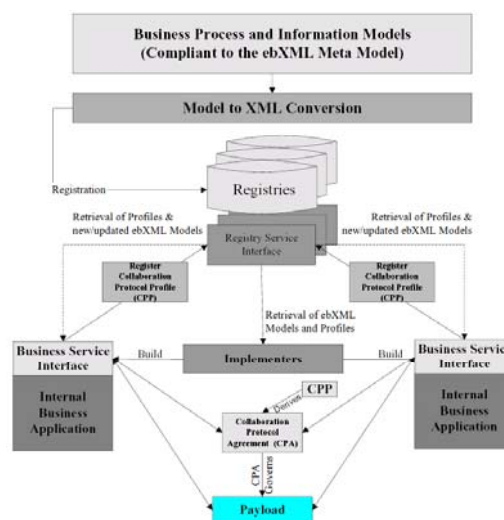 Business Process and Information Models
(Compliant to the ebXML Meta Model)
Model to XML Conversion
Registration
Registries
Retrieval of Profiles &
new/updated ebXML Models
Retrieval of Profiles &
new/updated ebXML Models
Registry Service
Interface
Register
Collaboration
Protocol Profile
(CPP)
Register
Collaboration
Protocol Profile
(CPP)
Retrieval of ebXML
Models and Profiles
Business Service
Interface
Build
Implementers
Build
Business Service
Interface
Internal
Business
Application
CPP
Derives
Internal
Business
Application
Collaboration
Protocol
Agreement (CPA)
CPA
Governs
Payload